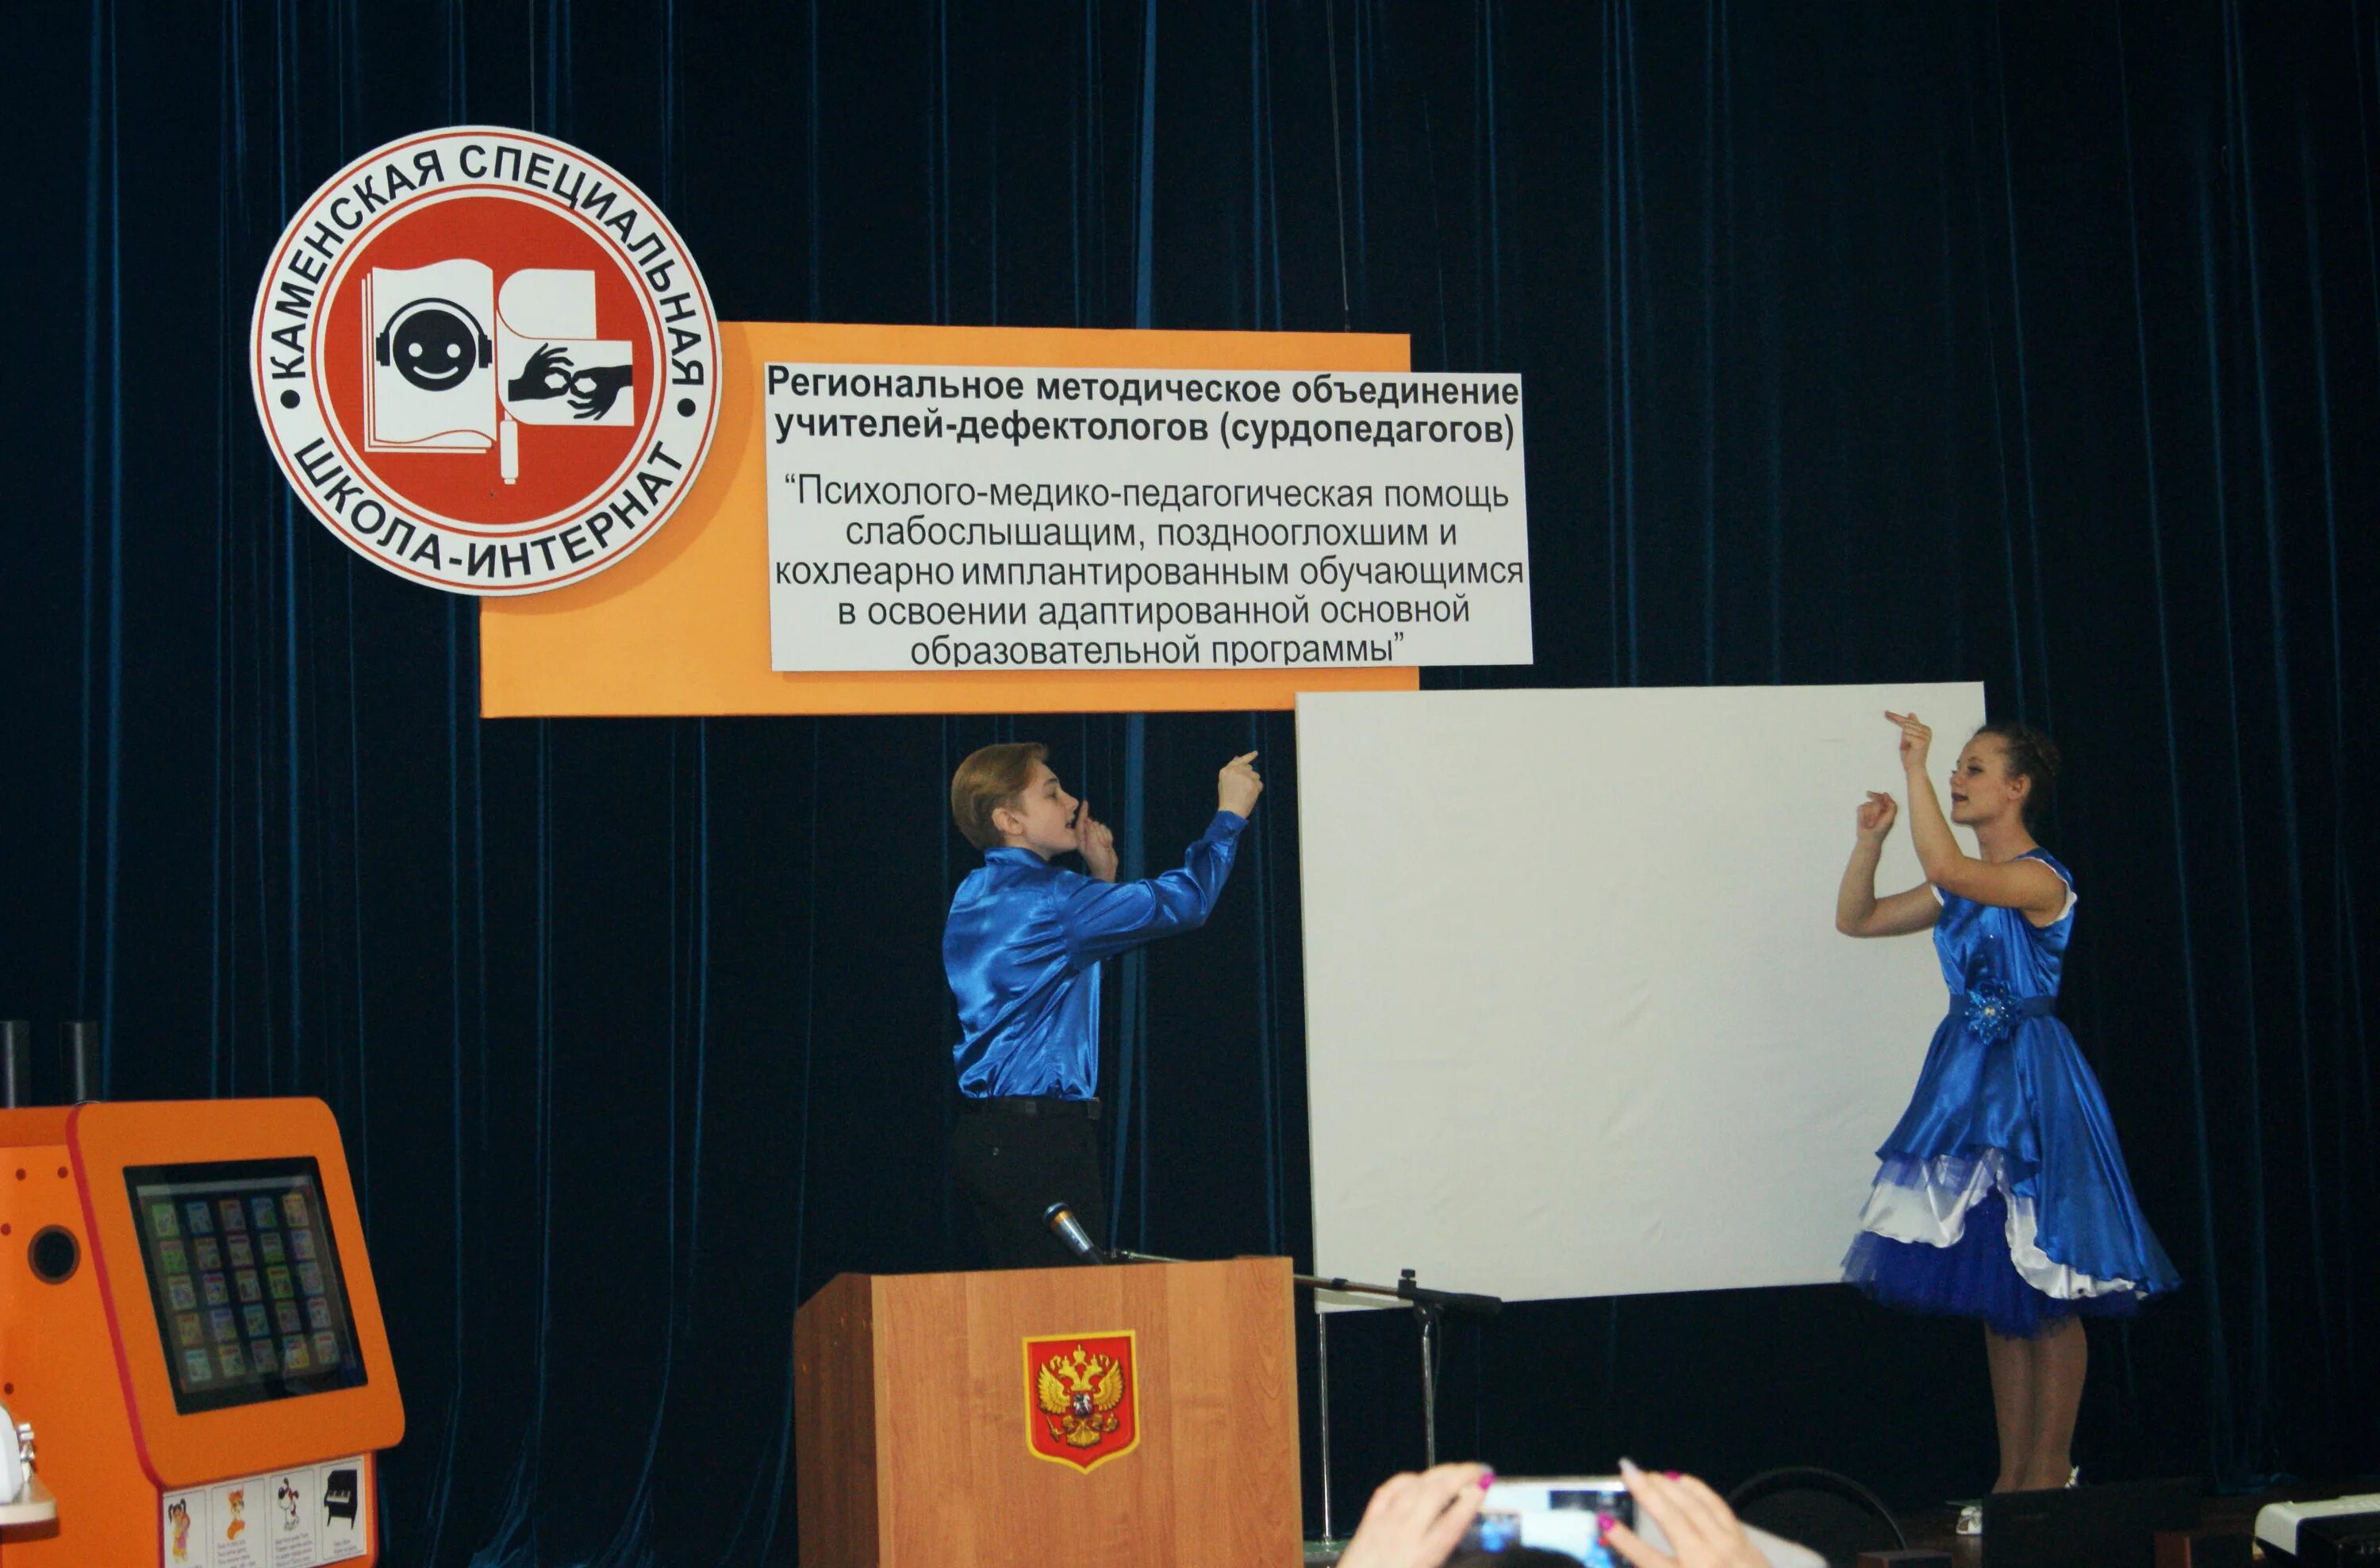 КАМЕНСКАЯ СПЕЦИАЛЬНАЯ
ШКОЛА-ИНТЕРНАТ
Региональное методическое объединение
учителей-дефектологов (сурдопедагогов)
“Психолого-медико-педагогическая помощь
слабослышащим, позднооглохшим и
кохлеарно имплантированным обучающимся
в освоении адаптированной основной
образовательной программы”